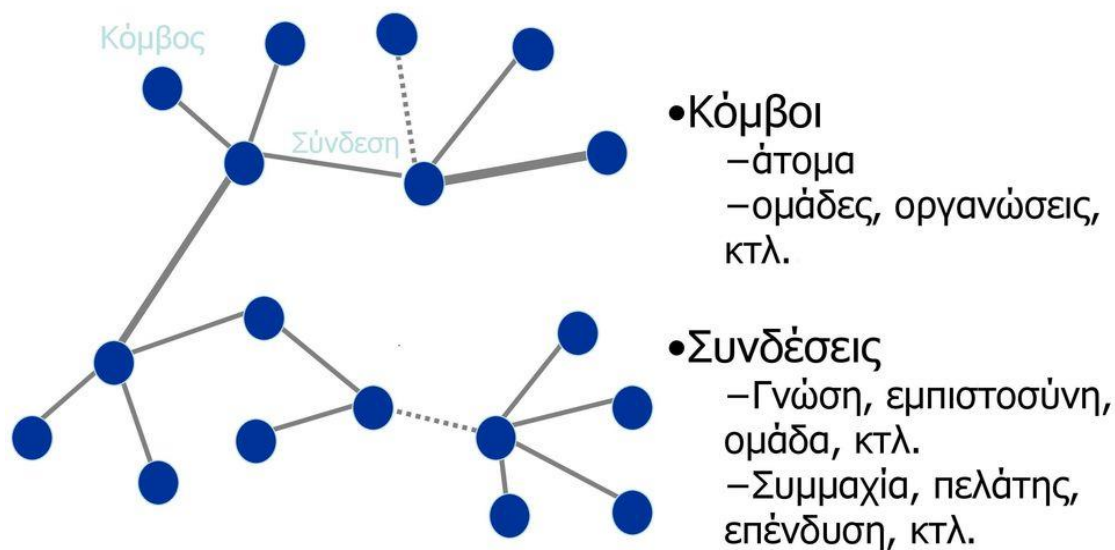 Κόμβος
Σύνδεση
•Κόμβοι
–άτομα
–ομάδες, οργανώσεις,
κτλ.
•Συνδέσεις
–Γνώση, εμπιστοσύνη,
ομάδα, κτλ.
–Συμμαχία, πελάτης,
επένδυση, κτλ.